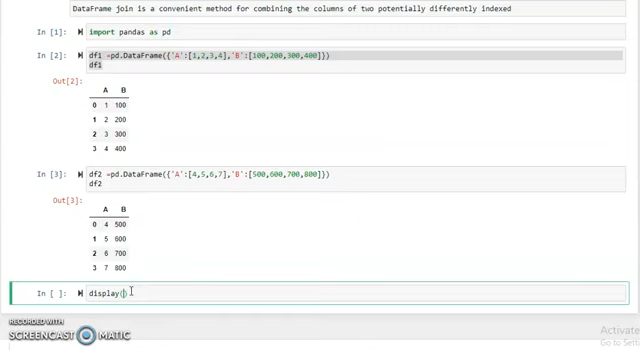 DataFrame join is a convenient method for combining the columns of two potentially differently indexed
In [1]: import pandas as pd
In [2]: df1 =pd.DataFrame({'A':[1,2,3,4],'B':[100,200,300,400]})
df1
Out[2]:
A B
0 1 100
1 2 200
2 3 300
3 4 400
In [3]: df2 =pd.DataFrame({'A':[4,5,6,7],'B':[500,600,700,800]})
df2
Out[3]:
A B
0 4 500
1 5 600
2 6 700
3 7 800
In [ ]: display()
RECORDED WITH
SCREENCAST MATIC
Activate
Go to Sett